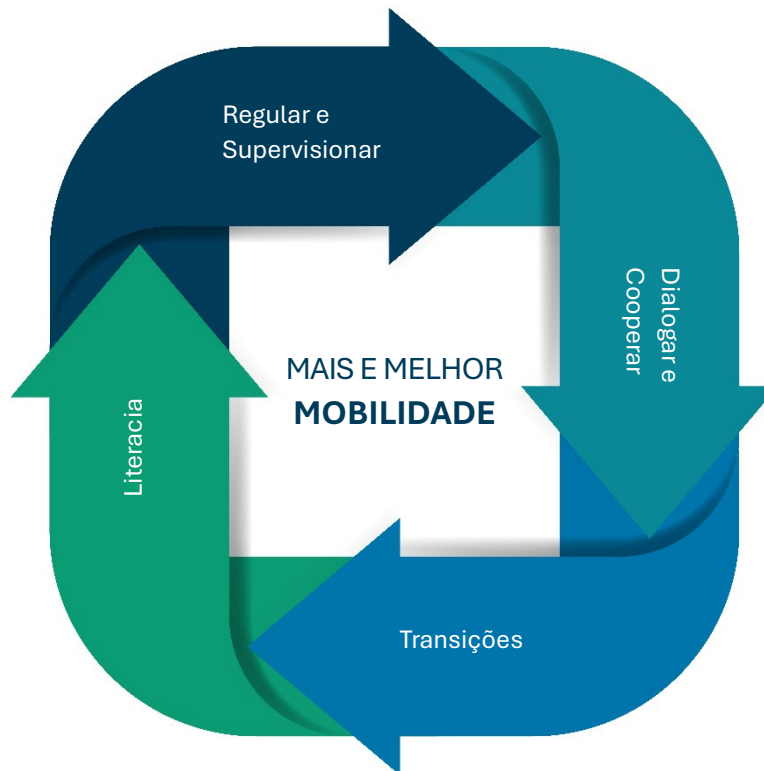 Regular e
Supervisionar
Dialogar e
Cooperar
MAIS E MELHOR
MOBILIDADE
Literacia
Transições